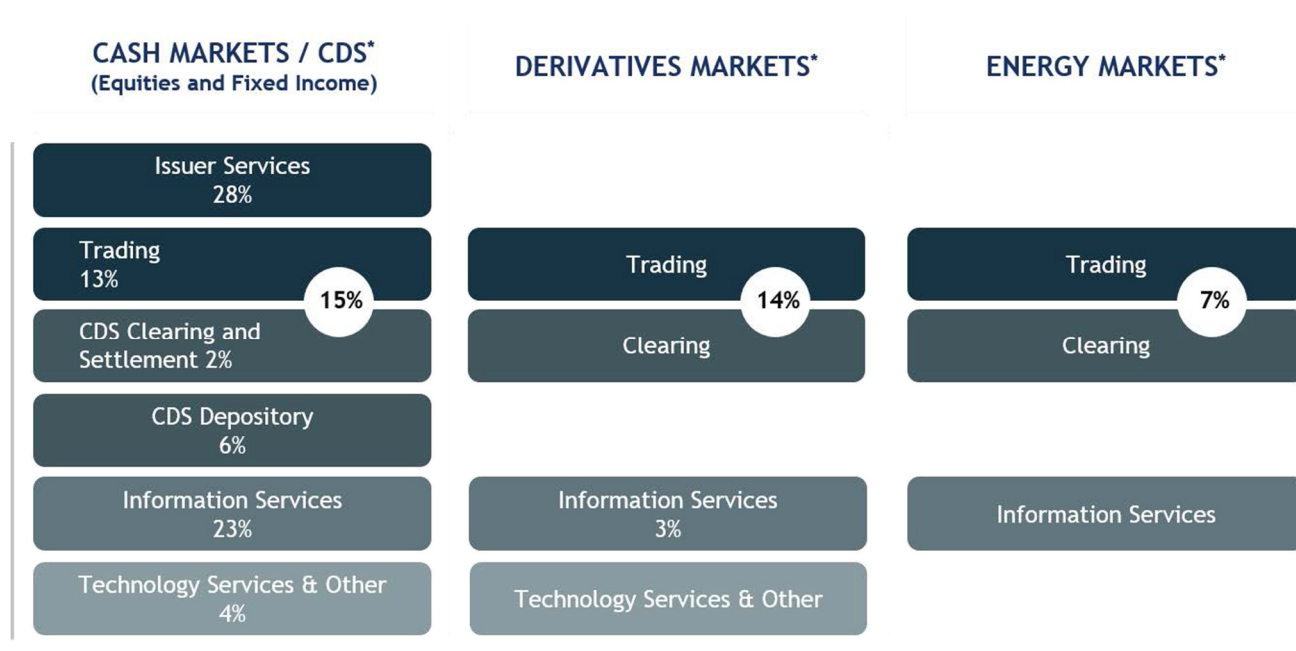 CASH MARKETS / CDS*
(Equities and Fixed Income)
DERIVATIVES MARKETS*
ENERGY MARKETS*
Issuer Services
28%
Trading
13%
15%
CDS Clearing and
Settlement 2%
CDS Depository
6%
Information Services
23%
Technology Services & Other
4%
Trading
14%
Clearing
Information Services
3%
Technology Services & Other
Trading
7%
Clearing
Information Services